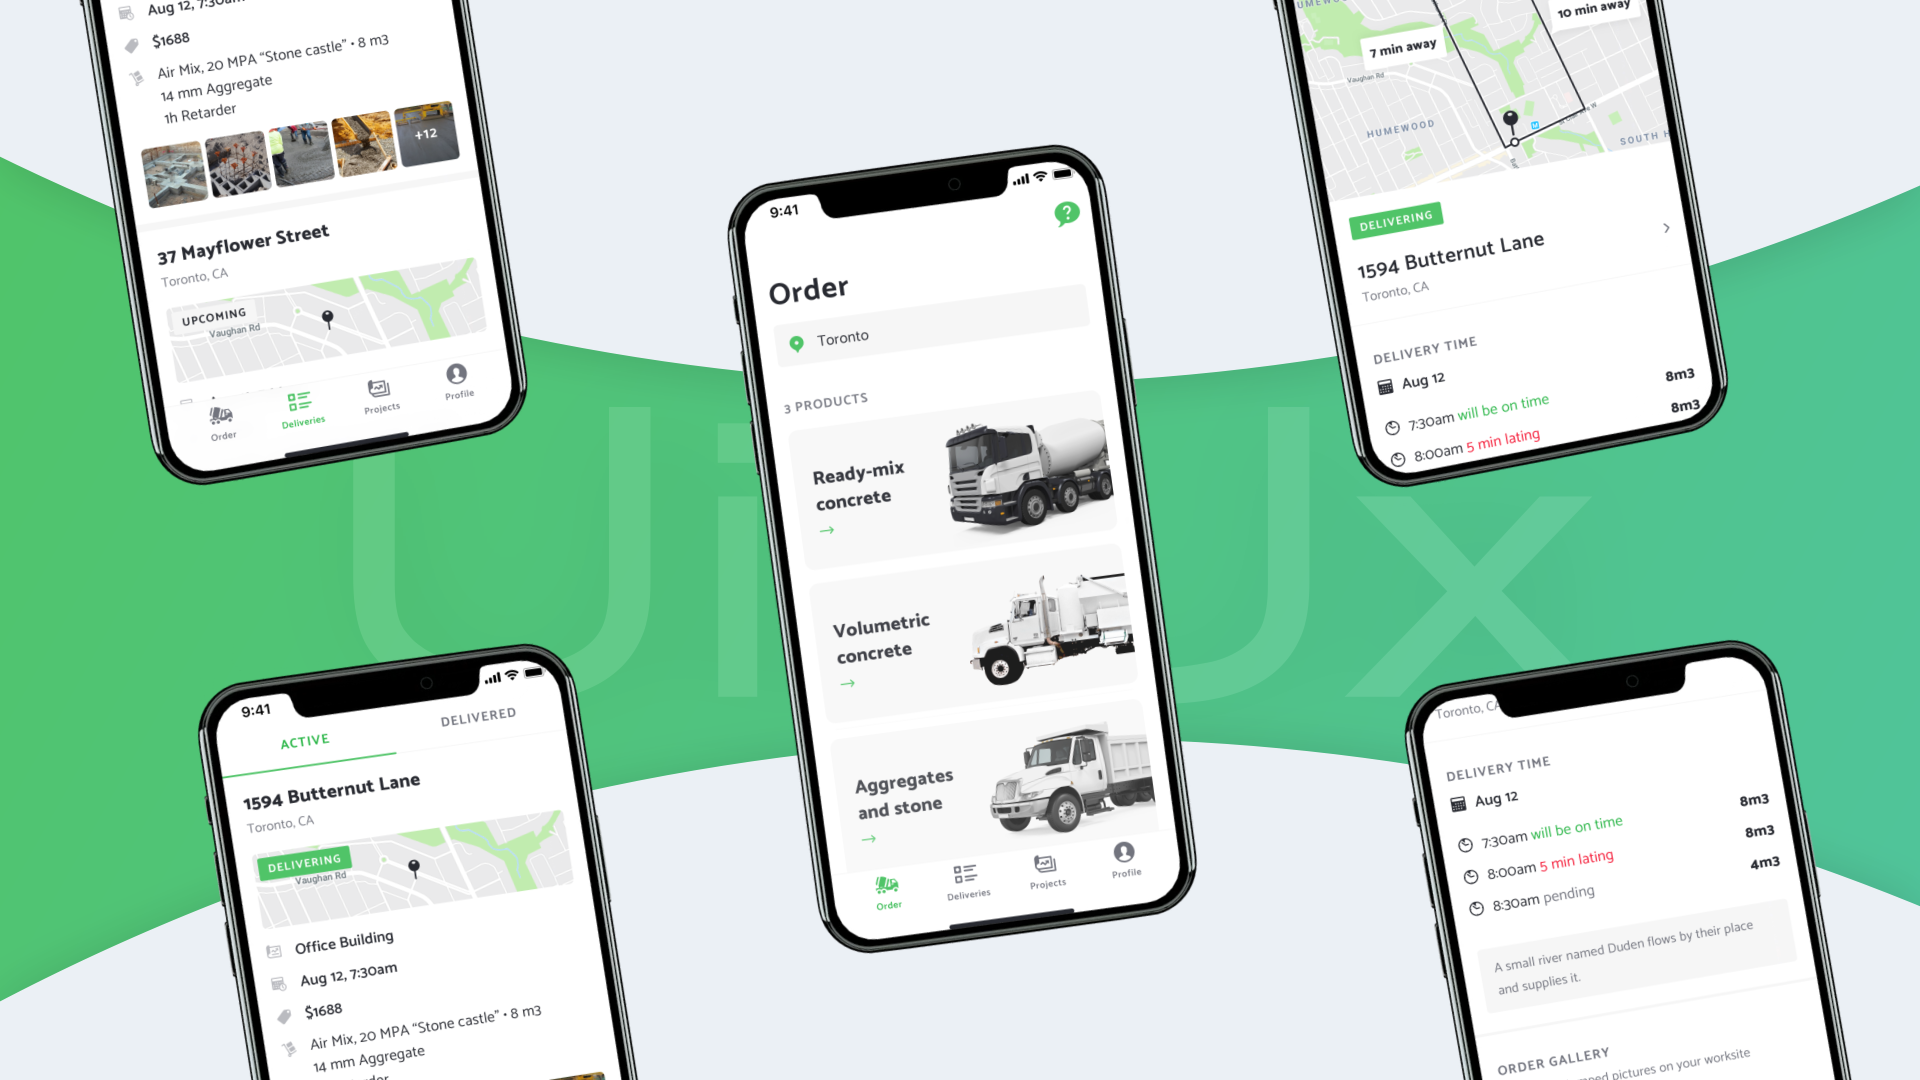 Aug 12, 7:30am
$1688
Air Mix, 20 MPA “Stone castle” • 8 m3
14 mm Aggregate
1h Retarder
+12
37 Mayflower Street
Toronto, CA
UPCOMING
Vaughan Rd
Order
Deliveries
Projects
Profile
9:41
ACTIVE
DELIVERED
1594 Butternut Lane
Toronto, CA
DELIVERING
Vaughan Rd
Office Building
Aug 12, 7:30am
$1688
Air Mix, 20 MPA “Stone castle” • 8 m3
14 mm Aggregate
Ui Ux
9:41
?
Order
Toronto
3 PRODUCTS
Ready-mix
concrete
→
Volumetric
concrete
→
Aggregates
and stone
→
Order
Deliveries
Projects
Profile
10 min away
7 min away
Vaughan Rd
HUMEWOOD
SOUTH H
DELIVERING
1594 Butternut Lane
Toronto, CA
DELIVERY TIME
Aug 12
7:30am will be on time 8m3
8:00am 5 min lating 8m3
Toronto, CA
DELIVERY TIME
Aug 12
7:30am will be on time 8m3
8:00am 5 min lating 8m3
8:30am pending 4m3
A small river named Duden flows by their place
and supplies it.
ORDER GALLERY
pictures on your worksite